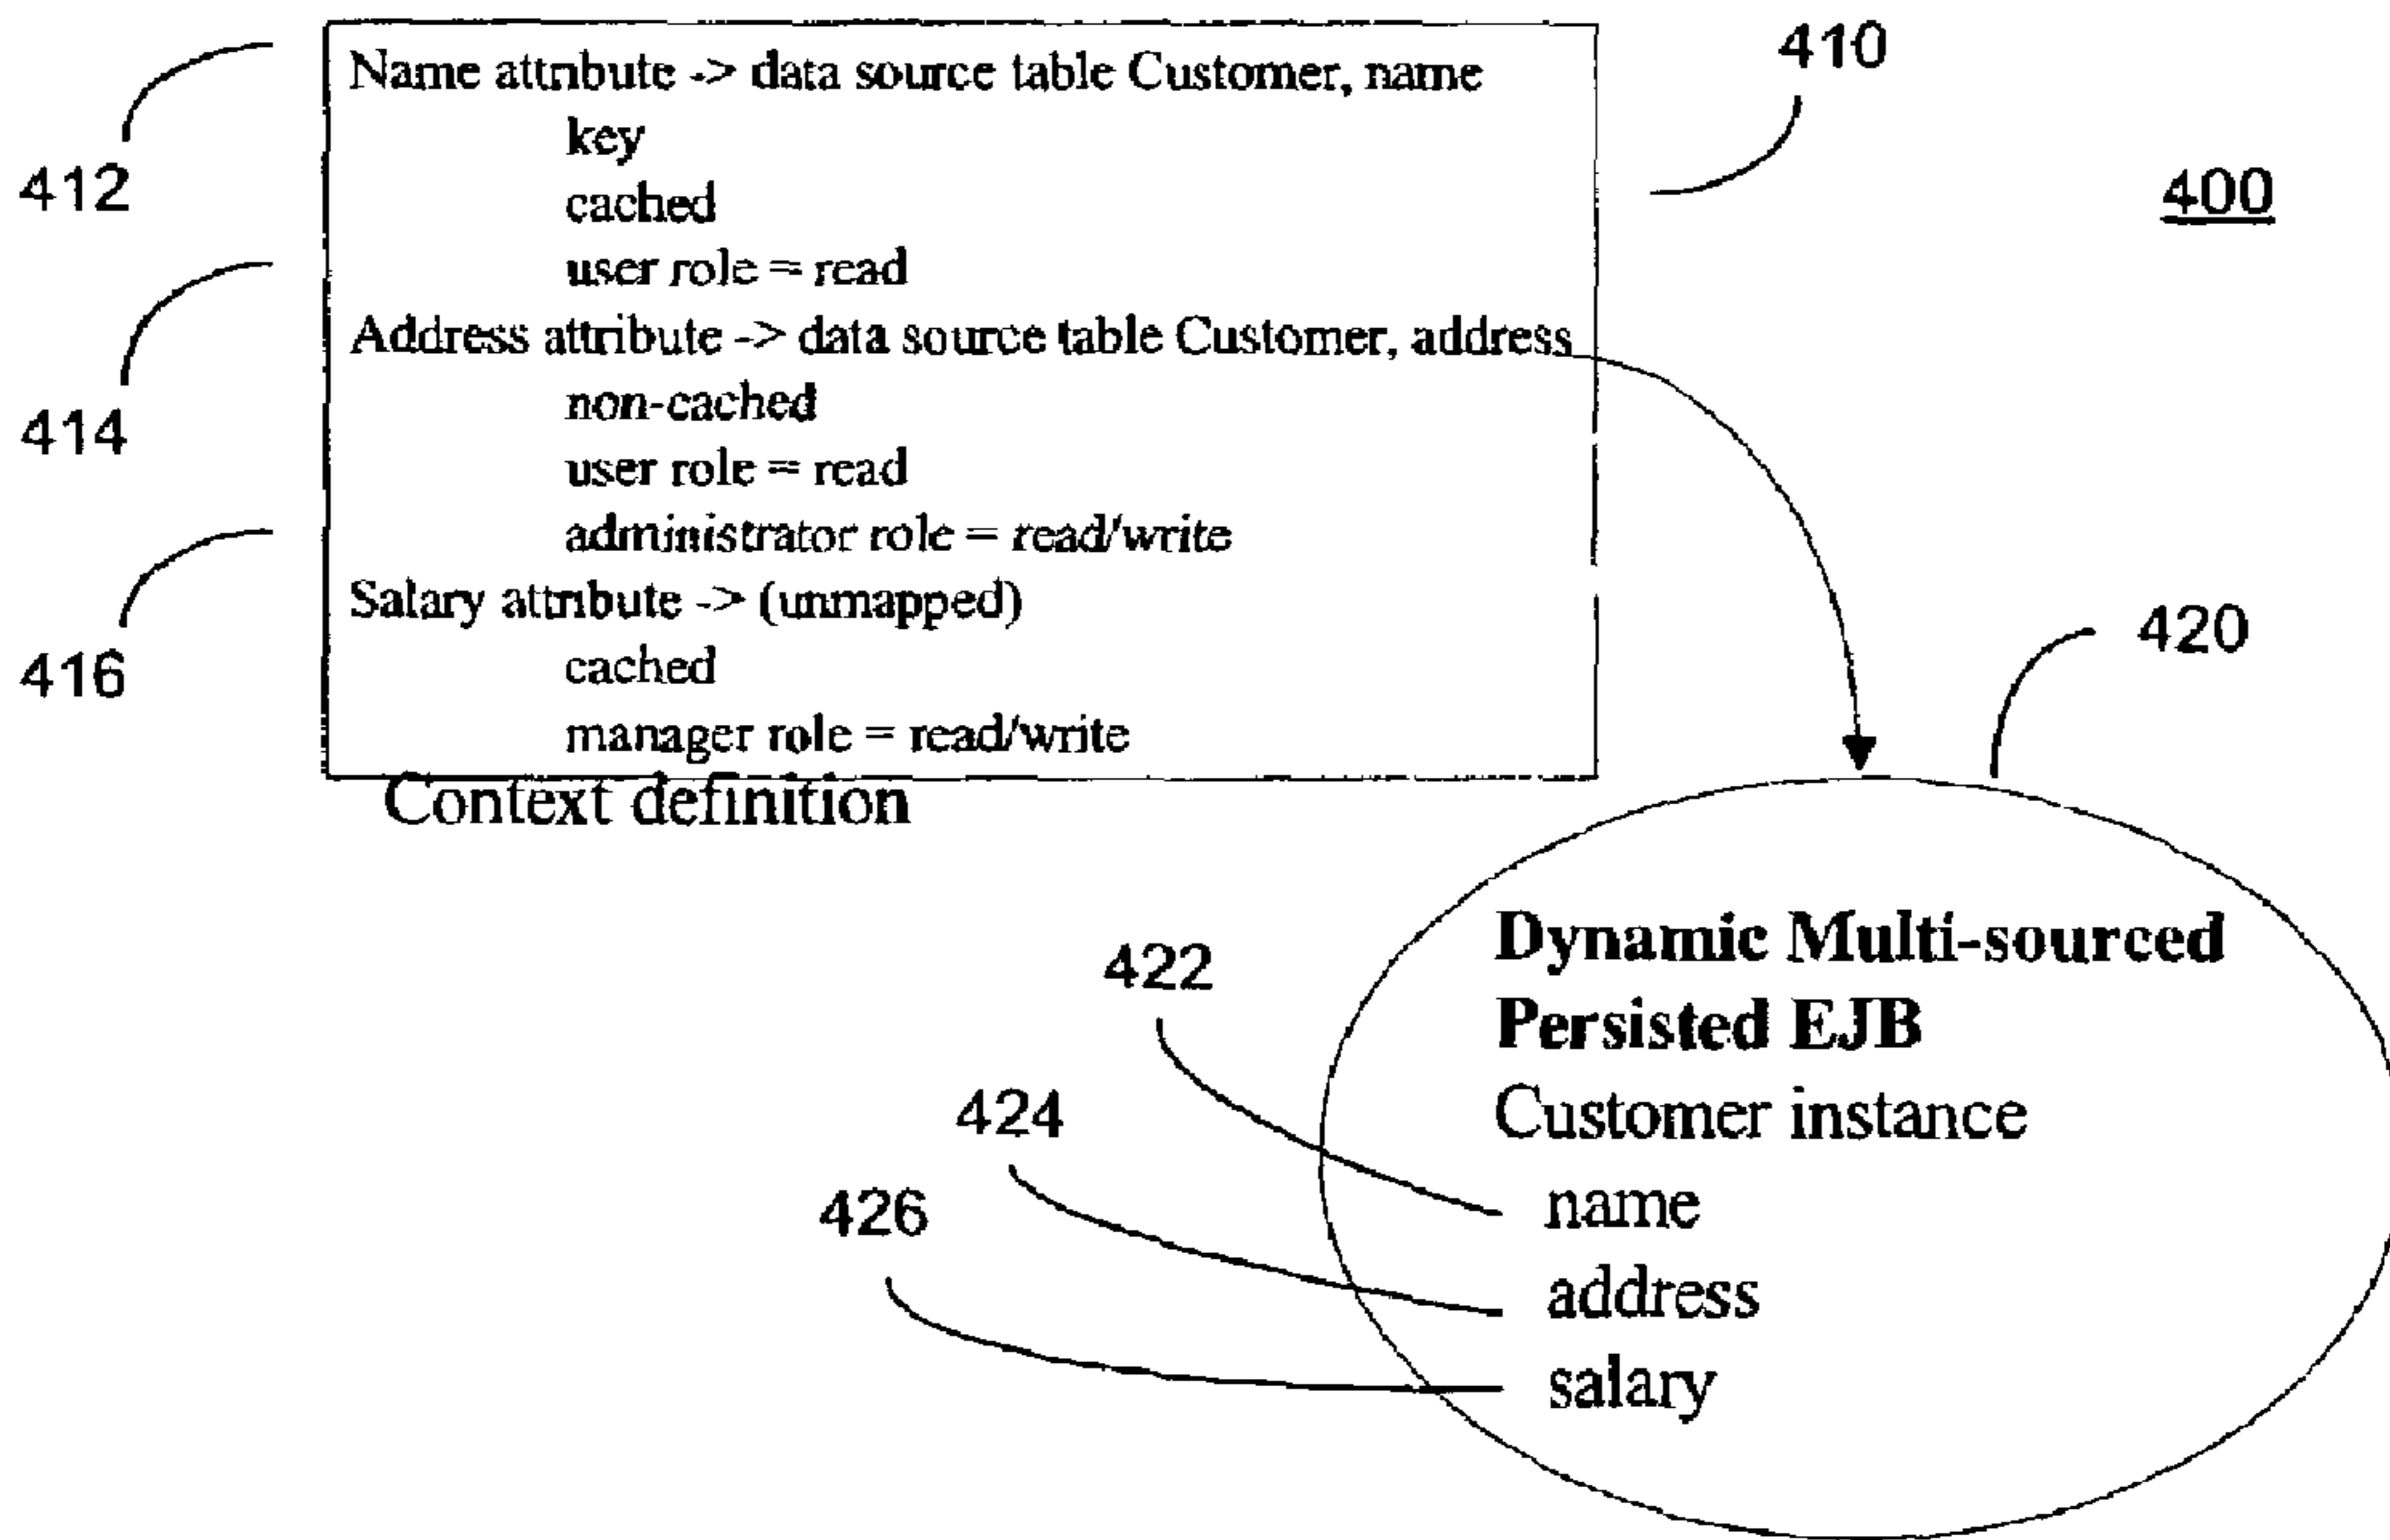 Name attribute -> data source table Customer, name
key
cached
user role = read
Address attribute -> data source table Customer, address
non-cached
user role = read
administrator role = read/write
Salary attribute -> (unmapped)
cached
manager role = read/write
Context definition
410
400
412
414
416
420
Dynamic Multi-sourced
Persisted EJB
Customer instance
name
address
salary
422
424
426